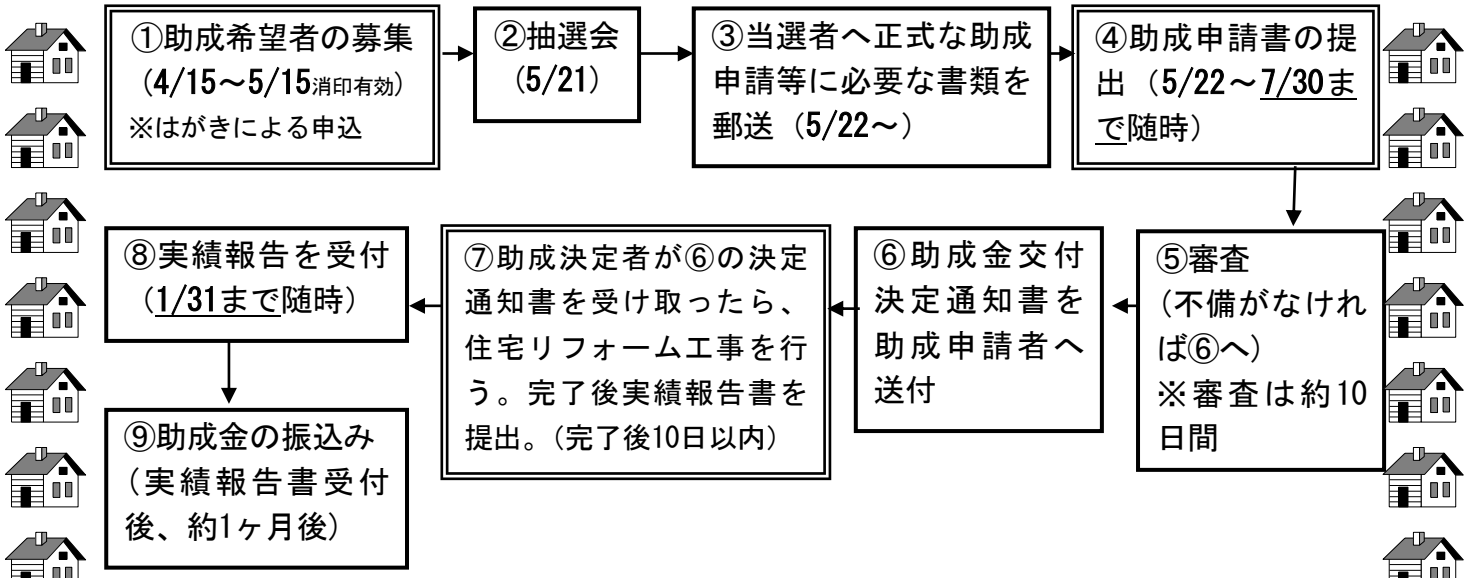 ①助成希望者の募集
（4/15～5/15消印有効）
※はがきによる申込
②抽選会
（5/21）
③当選者へ正式な助成
申請等に必要な書類を
郵送（5/22～）
④助成申請書の提
出（5/22～7/30ま
で随時）
⑤審査
（不備がなけれ
ば⑥へ）
※審査は約10
日間
⑥助成金交付
決定通知書を
助成申請者へ
送付
⑦助成決定者が⑥の決定
通知書を受け取ったら、
住宅リフォーム工事を行
う。完了後実績報告書を
提出。（完了後10日以内）
⑧実績報告を受付
（1/31まで随時）
⑨助成金の振込み
（実績報告書受付
後、約1ヶ月後）